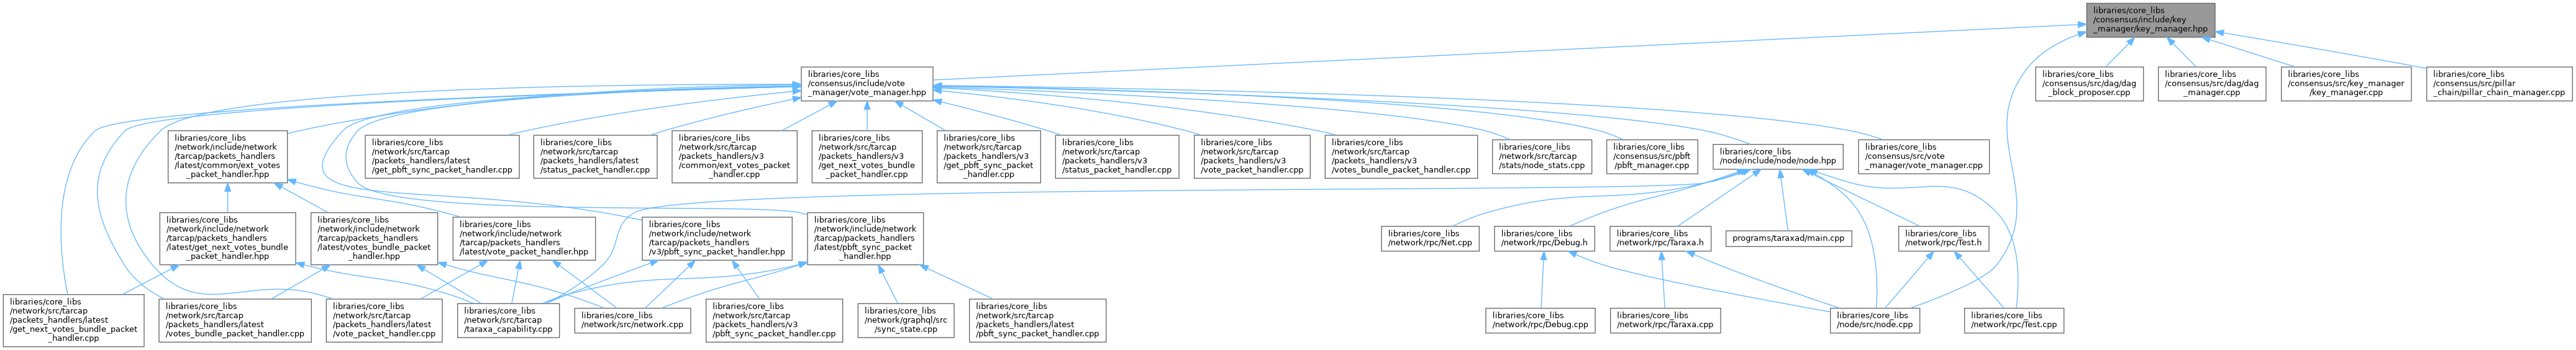 libraries/core_libs
/consensus/include/key
_manager/key_manager.hpp
libraries/core_libs
/consensus/include/vote
_manager/vote_manager.hpp
libraries/core_libs
/consensus/src/dag/dag
_block_proposer.cpp
libraries/core_libs
/consensus/src/dag/dag
_manager.cpp
libraries/core_libs
/consensus/src/key_manager
/key_manager.cpp
libraries/core_libs
/consensus/src/pillar
_chain/pillar_chain_manager.cpp
libraries/core_libs
/network/include/network
/tarcap/packets_handlers
/latest/common/ext_votes
_packet_handler.hpp
libraries/core_libs
/network/src/tarcap
/packets_handlers/latest
/get_pbft_sync_packet_handler.cpp
libraries/core_libs
/network/src/tarcap
/packets_handlers/latest
/status_packet_handler.cpp
libraries/core_libs
/network/src/tarcap
/packets_handlers/v3
/common/ext_votes_packet
_handler.cpp
libraries/core_libs
/network/src/tarcap
/packets_handlers/v3
/get_next_votes_bundle
_packet_handler.cpp
libraries/core_libs
/network/src/tarcap
/packets_handlers/v3
/get_pbft_sync_packet
_handler.cpp
libraries/core_libs
/network/src/tarcap
/packets_handlers/v3
/status_packet_handler.cpp
libraries/core_libs
/network/src/tarcap
/packets_handlers/v3
/vote_packet_handler.cpp
libraries/core_libs
/network/src/tarcap
/packets_handlers/v3
/votes_bundle_packet_handler.cpp
libraries/core_libs
/network/src/tarcap
/stats/node_stats.cpp
libraries/core_libs
/consensus/src/pbft
/pbft_manager.cpp
libraries/core_libs
/node/include/node/node.hpp
libraries/core_libs
/consensus/src/vote
_manager/vote_manager.cpp
libraries/core_libs
/network/include/network
/tarcap/packets_handlers
/latest/get_next_votes_bundle
_packet_handler.hpp
libraries/core_libs
/network/include/network
/tarcap/packets_handlers
/latest/votes_bundle_packet
_handler.hpp
libraries/core_libs
/network/include/network
/tarcap/packets_handlers
/latest/vote_packet_handler.hpp
libraries/core_libs
/network/include/network
/tarcap/packets_handlers
/v3/pbft_sync_packet_handler.hpp
libraries/core_libs
/network/include/network
/tarcap/packets_handlers
/latest/pbft_sync_packet
_handler.hpp
libraries/core_libs
/network/rpc/Net.cpp
libraries/core_libs
/network/rpc/Debug.h
libraries/core_libs
/network/rpc/Taraxa.h
programs/taraxad/main.cpp
libraries/core_libs
/network/rpc/Test.h
libraries/core_libs
/network/src/tarcap
/packets_handlers/latest
/get_next_votes_bundle_packet
_handler.cpp
libraries/core_libs
/network/src/tarcap
/packets_handlers/latest
/votes_bundle_packet_handler.cpp
libraries/core_libs
/network/src/tarcap
/packets_handlers/latest
/vote_packet_handler.cpp
libraries/core_libs
/network/src/tarcap
/taraxa_capability.cpp
libraries/core_libs
/network/src/network.cpp
libraries/core_libs
/network/src/tarcap
/packets_handlers/v3
/pbft_sync_packet_handler.cpp
libraries/core_libs
/network/graphql/src
/sync_state.cpp
libraries/core_libs
/network/src/tarcap
/packets_handlers/latest
/pbft_sync_packet_handler.cpp
libraries/core_libs
/network/rpc/Debug.cpp
libraries/core_libs
/network/rpc/Taraxa.cpp
libraries/core_libs
/node/src/node.cpp
libraries/core_libs
/network/rpc/Test.cpp